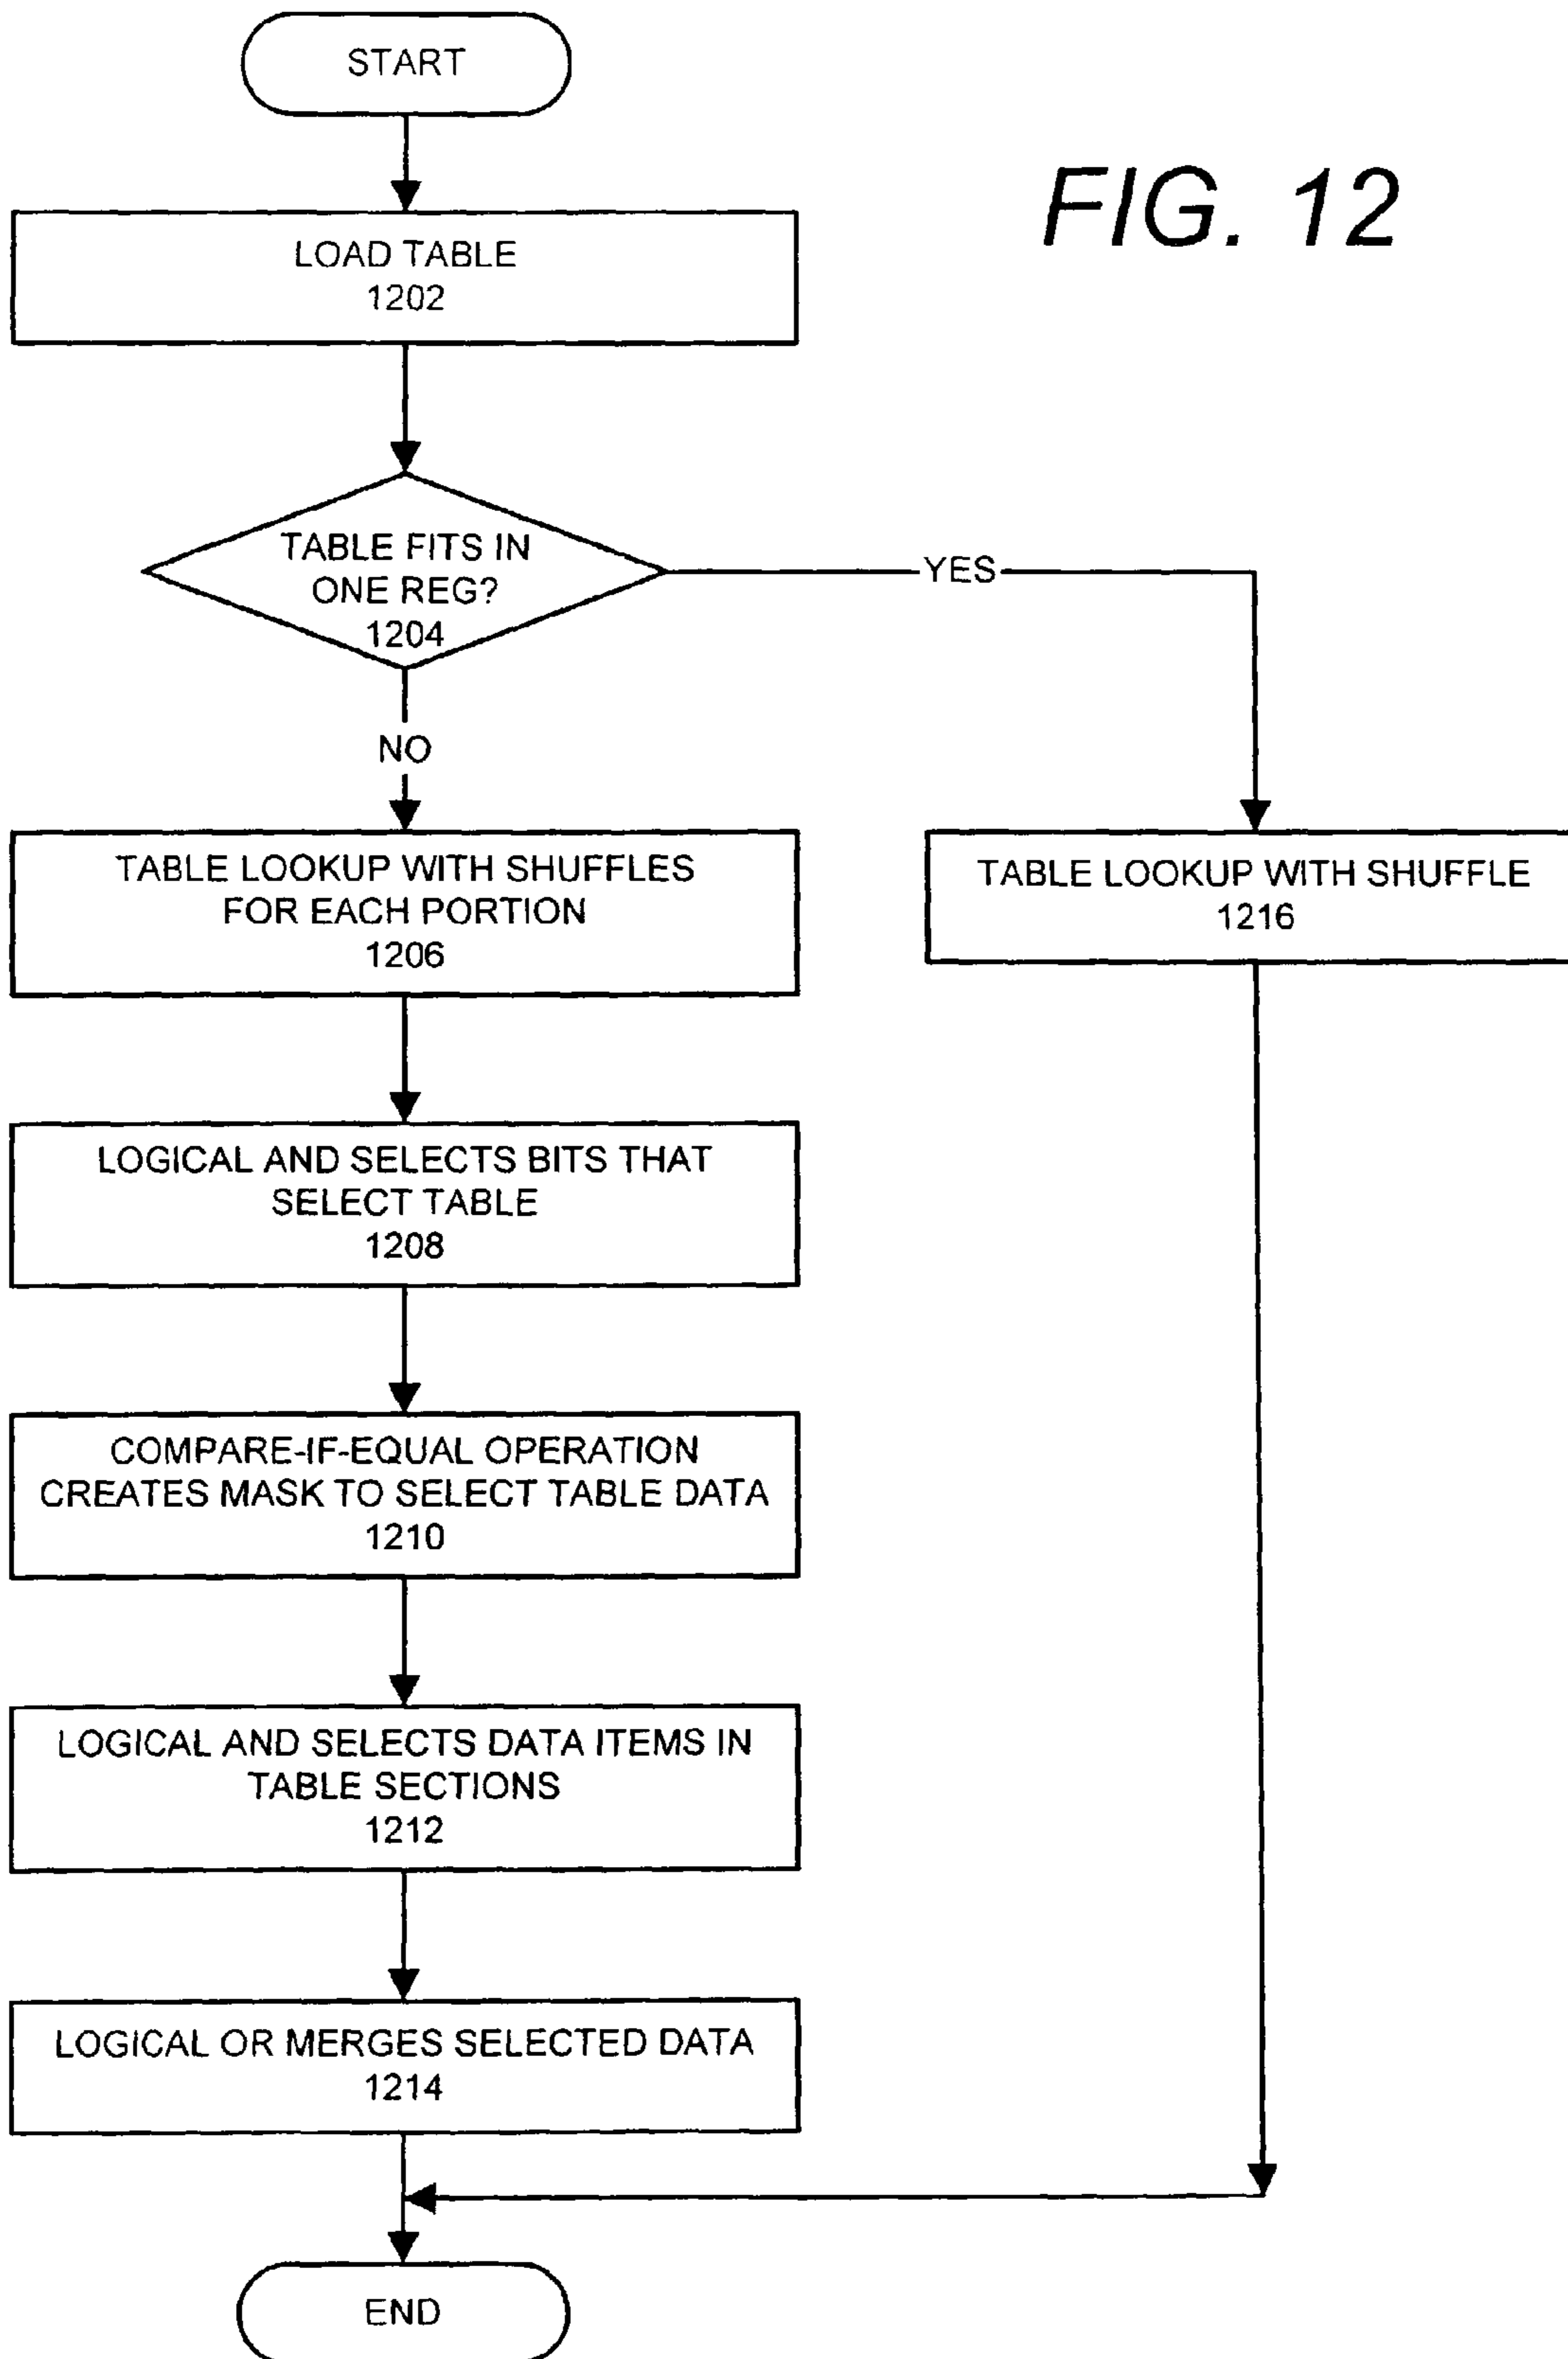 START
FIG. 12
LOAD TABLE
1202
TABLE FITS IN
ONE REG?
1204
YES
NO
TABLE LOOKUP WITH SHUFFLES
FOR EACH PORTION
1206
TABLE LOOKUP WITH SHUFFLE
1216
LOGICAL AND SELECTS BITS THAT
SELECT TABLE
1208
COMPARE-IF-EQUAL OPERATION
CREATES MASK TO SELECT TABLE DATA
1210
LOGICAL AND SELECTS DATA ITEMS IN
TABLE SECTIONS
1212
LOGICAL OR MERGES SELECTED DATA
1214
END